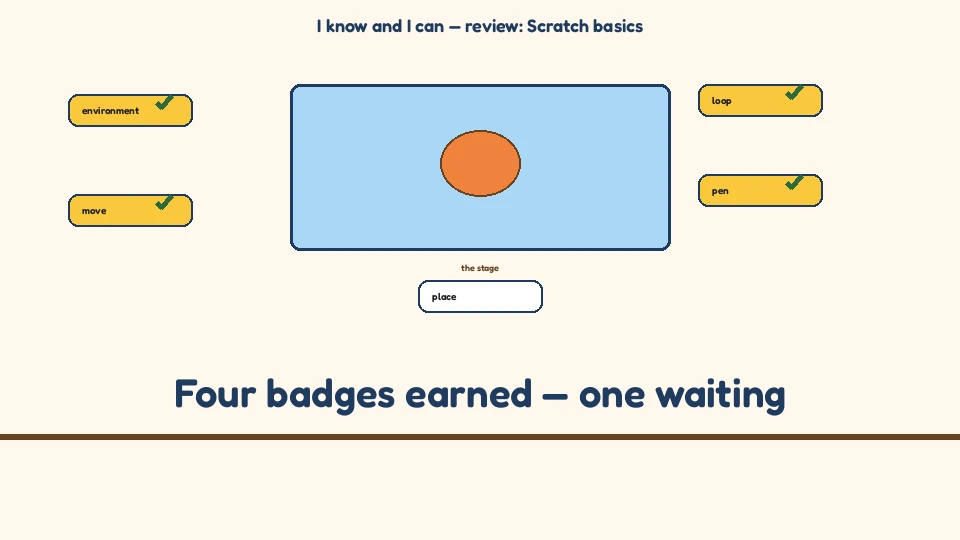 I know and I can — review: Scratch basics
environment
loop
move
pen
the stage
place
Four badges earned — one waiting